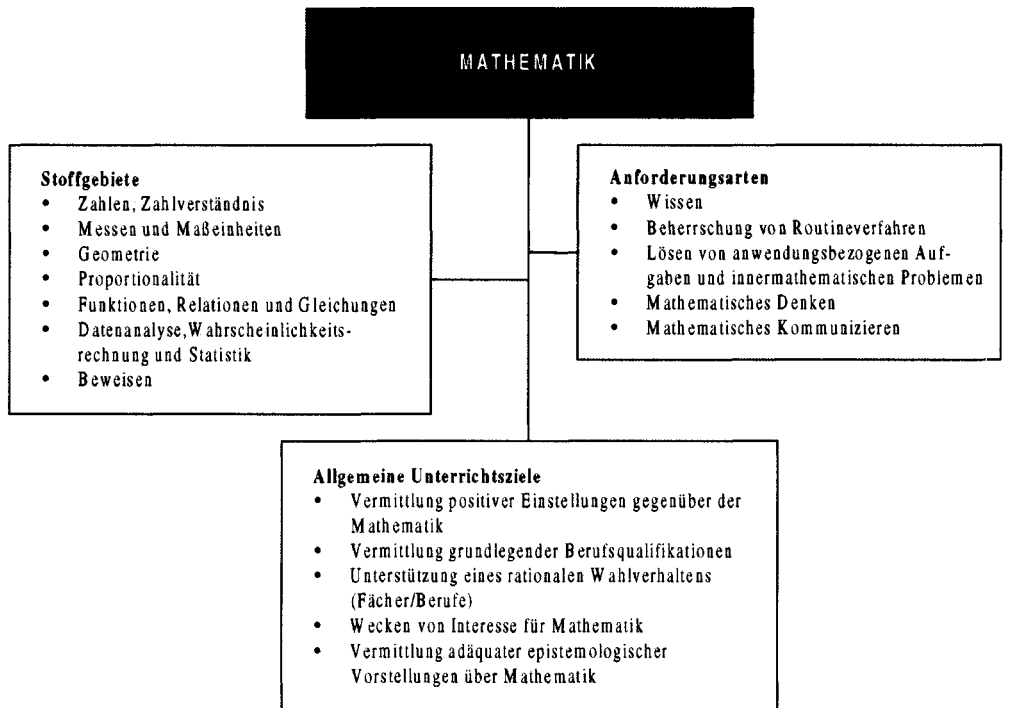 MATHEMATIK
Stoffgebiete
• Zahlen, Zahlverständnis
• Messen und Maßeinheiten
• Geometrie
• Proportionalität
• Funktionen, Relationen und Gleichungen
• Datenanalyse, Wahrscheinlichkeits-
rechnung und Statistik
• Beweisen
Anforderungsarten
• Wissen
• Beherrschung von Routineverfahren
• Lösen von anwendungsbezogenen Auf-
gaben und innermathematischen Problemen
• Mathematisches Denken
• Mathematisches Kommunizieren
Allgemeine Unterrichtsziele
• Vermittlung positiver Einstellungen gegenüber der
Mathematik
• Vermittlung grundlegender Berufsqualifikationen
• Unterstützung eines rationalen Wahlverhaltens
(Fächer/Berufe)
• Wecken von Interesse für Mathematik
• Vermittlung adäquater epistemologischer
Vorstellungen über Mathematik